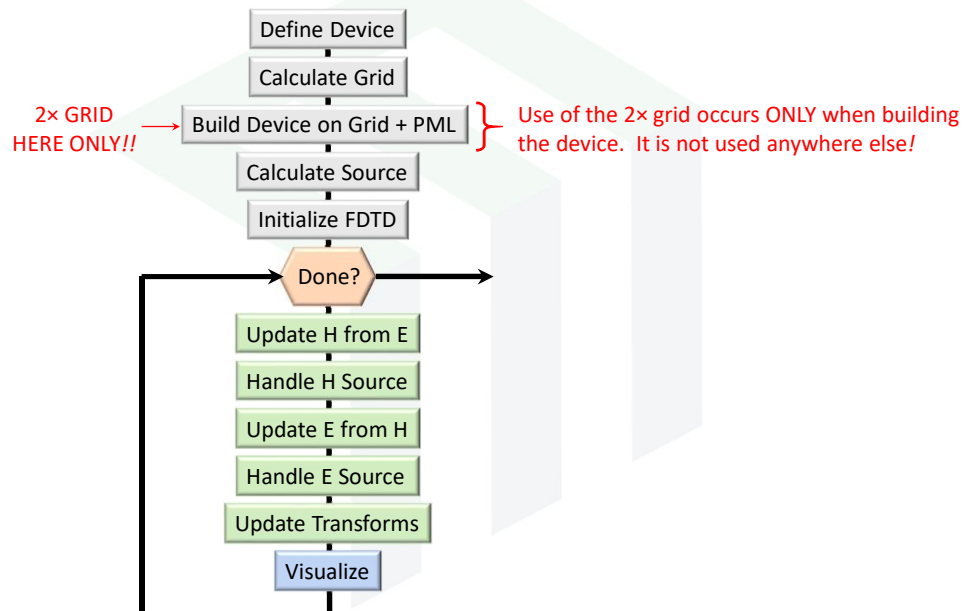 Define Device
Calculate Grid
2× GRID
HERE ONLY!!
Build Device on Grid + PML
Use of the 2× grid occurs ONLY when building
the device. It is not used anywhere else!
Calculate Source
Initialize FDTD
Done?
Update H from E
Handle H Source
Update E from H
Handle E Source
Update Transforms
Visualize